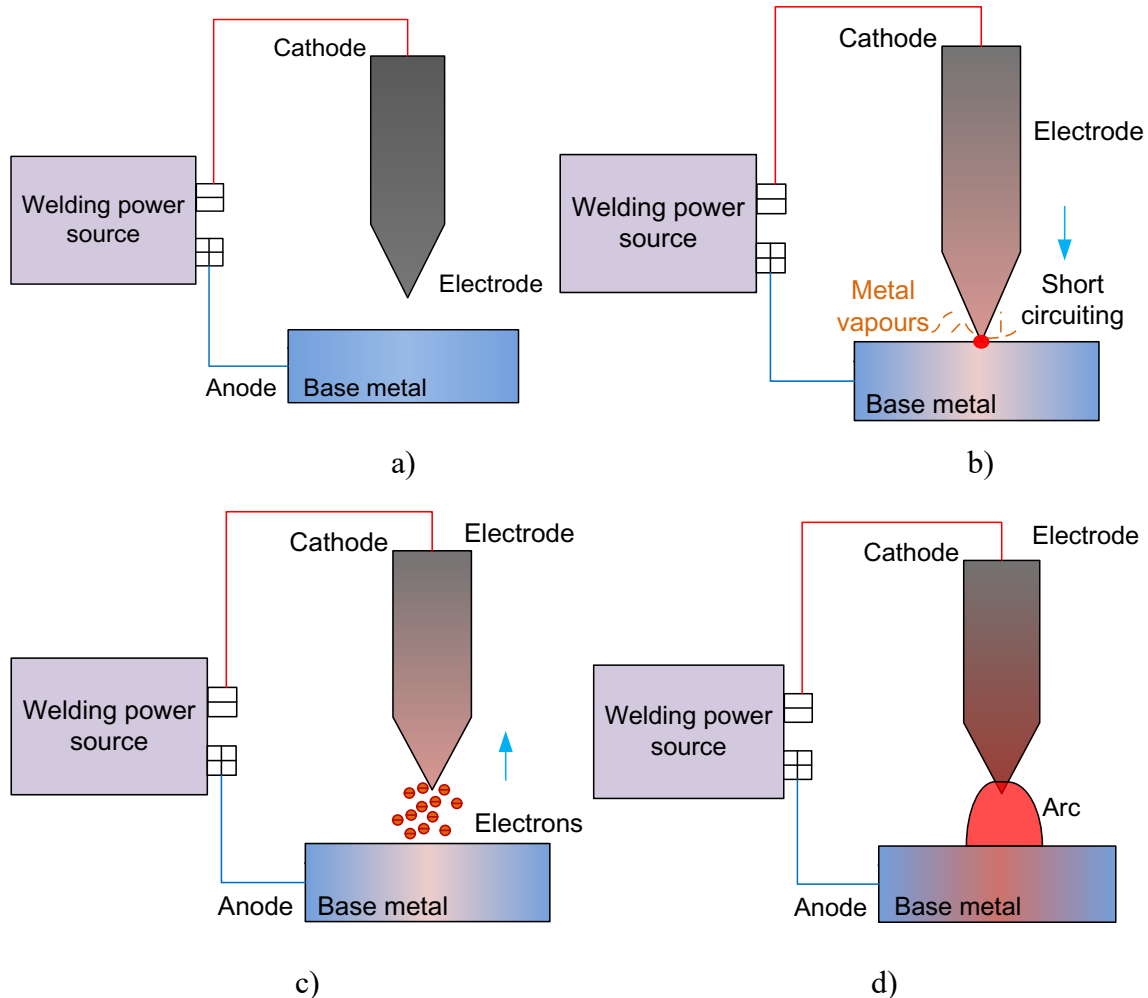 Cathode
Welding power
source
Electrode
Anode
Base metal
a)
Cathode
Electrode
Welding power
source
Metal
vapours
Short
circuiting
Base metal
b)
Cathode
Electrode
Welding power
source
Electrons
Anode
Base metal
c)
Cathode
Electrode
Welding power
source
Arc
Anode
Base metal
d)